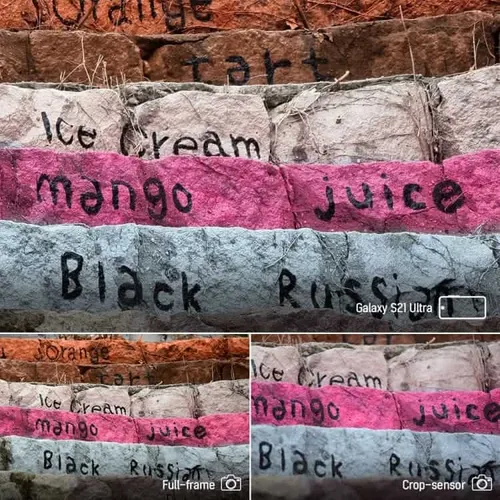 Orange
tart
Ice Cream
mango juice
Black Russian
Galaxy S21 Ultra
Orange
tart
Ice Cream
mango juice
Black Russian
Full-frame
Ice Cream
mango juice
Black Russian
Crop-sensor